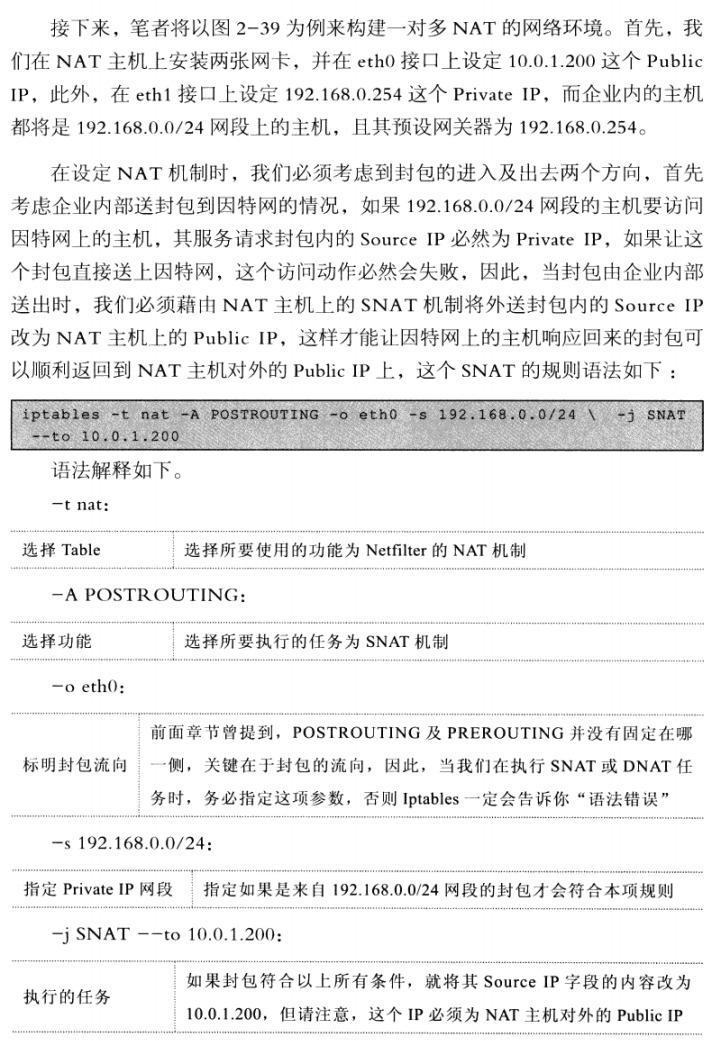 接下来，笔者将以图 2-39 为例来构建一对多 NAT 的网络环境。首先，我
们在 NAT 主机上安装两张网卡，并在 eth0 接口上设定 10.0.1.200 这个 Public
IP，此外，在 eth1 接口上设定 192.168.0.254 这个 Private IP，而企业内的主机
都将是 192.168.0.0/24 网段上的主机，且其预设网关器为 192.168.0.254。
在设定 NAT 机制时，我们必须考虑到封包的进入及出去两个方向，首先
考虑企业内部送封包到因特网的情况，如果 192.168.0.0/24 网段的主机要访问
因特网上的主机，其服务请求封包内的 Source IP 必然为 Private IP，如果让这
个封包直接送上因特网，这个访问动作必然会失败，因此，当封包由企业内部
送出时，我们必须藉由 NAT 主机上的 SNAT 机制将外送封包内的 Source IP
改为 NAT 主机上的 Public IP，这样才能让因特网上的主机响应回来的封包可
以顺利返回到 NAT 主机对外的 Public IP 上，这个 SNAT 的规则语法如下：
iptables -t nat -A POSTROUTING -o eth0 -s 192.168.0.0/24 \ -j SNAT
--to 10.0.1.200
语法解释如下。
-t nat:
选择 Table 选择所要使用的功能为 Netfilter 的 NAT 机制
-A POSTROUTING:
选择功能 选择所要执行的任务为 SNAT 机制
-o eth0:
前面章节曾提到，POSTROUTING 及 PREROUTING 并没有固定在哪
标明封包流向 一侧，关键在于封包的流向，因此，当我们在执行 SNAT 或 DNAT 任
务时，务必指定这项参数，否则 Iptables 一定会告诉你“语法错误”
-s 192.168.0.0/24:
指定 Private IP 网段 指定如果是来自 192.168.0.0/24 网段的封包才会符合本项规则
-j SNAT --to 10.0.1.200:
如果封包符合以上所有条件，就将其 Source IP 字段的内容改为
执行的任务
10.0.1.200，但请注意，这个 IP 必须为 NAT 主机对外的 Public IP